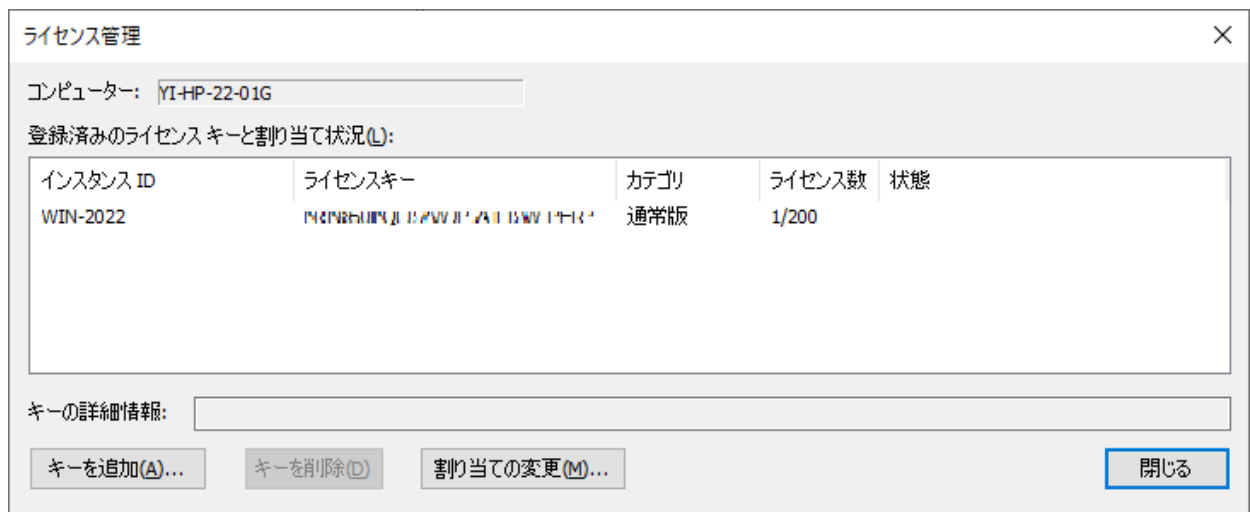 ライセンス管理
コンピューター: YI-HP-22-01G
登録済みのライセンス キーと割り当て状況(L):
インスタンス ID ライセンスキー カテゴリ ライセンス数 状態
WIN-2022 通常版 1/200
キーの詳細情報:
キーを追加(A)... キーを削除(D) 割り当ての変更(M)... 閉じる